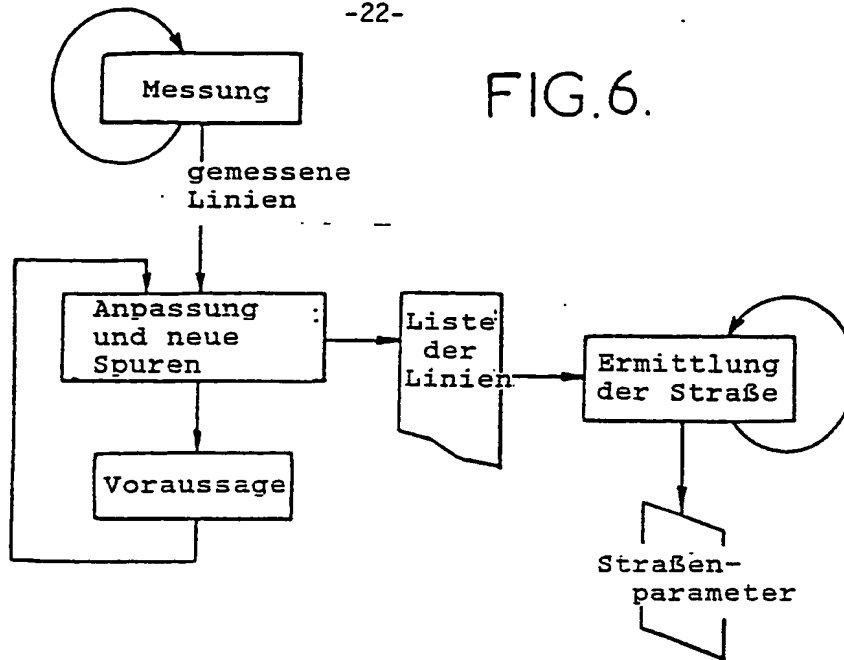 -22-
FIG.6.
Messung
gemessene
Linien
Anpassung
und neue
Spuren
Voraussage
Liste
der
Linien
Ermittlung
der Straße
Straßen-
parameter